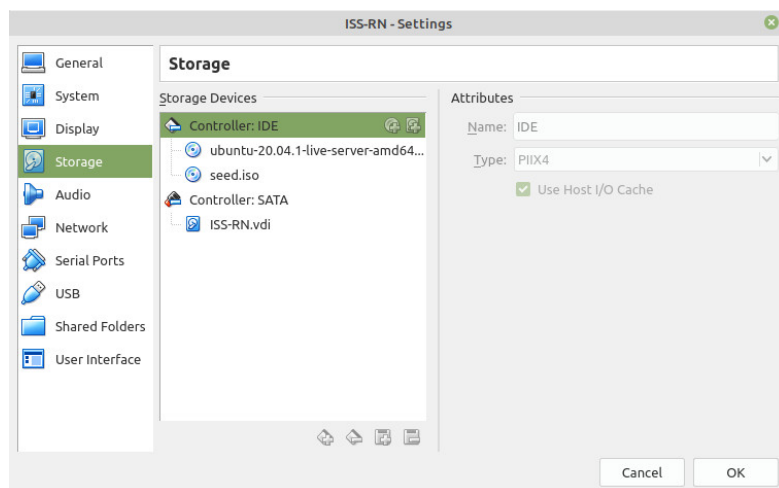 ISS-RN - Settings
General
System
Display
Storage
Audio
Network
Serial Ports
USB
Shared Folders
User Interface
Storage
Storage Devices
Controller: IDE
ubuntu-20.04.1-live-server-amd64...
seed.iso
Controller: SATA
ISS-RN.vdi
Attributes
Name: IDE
Type: PIIX4
Use Host I/O Cache
Cancel OK